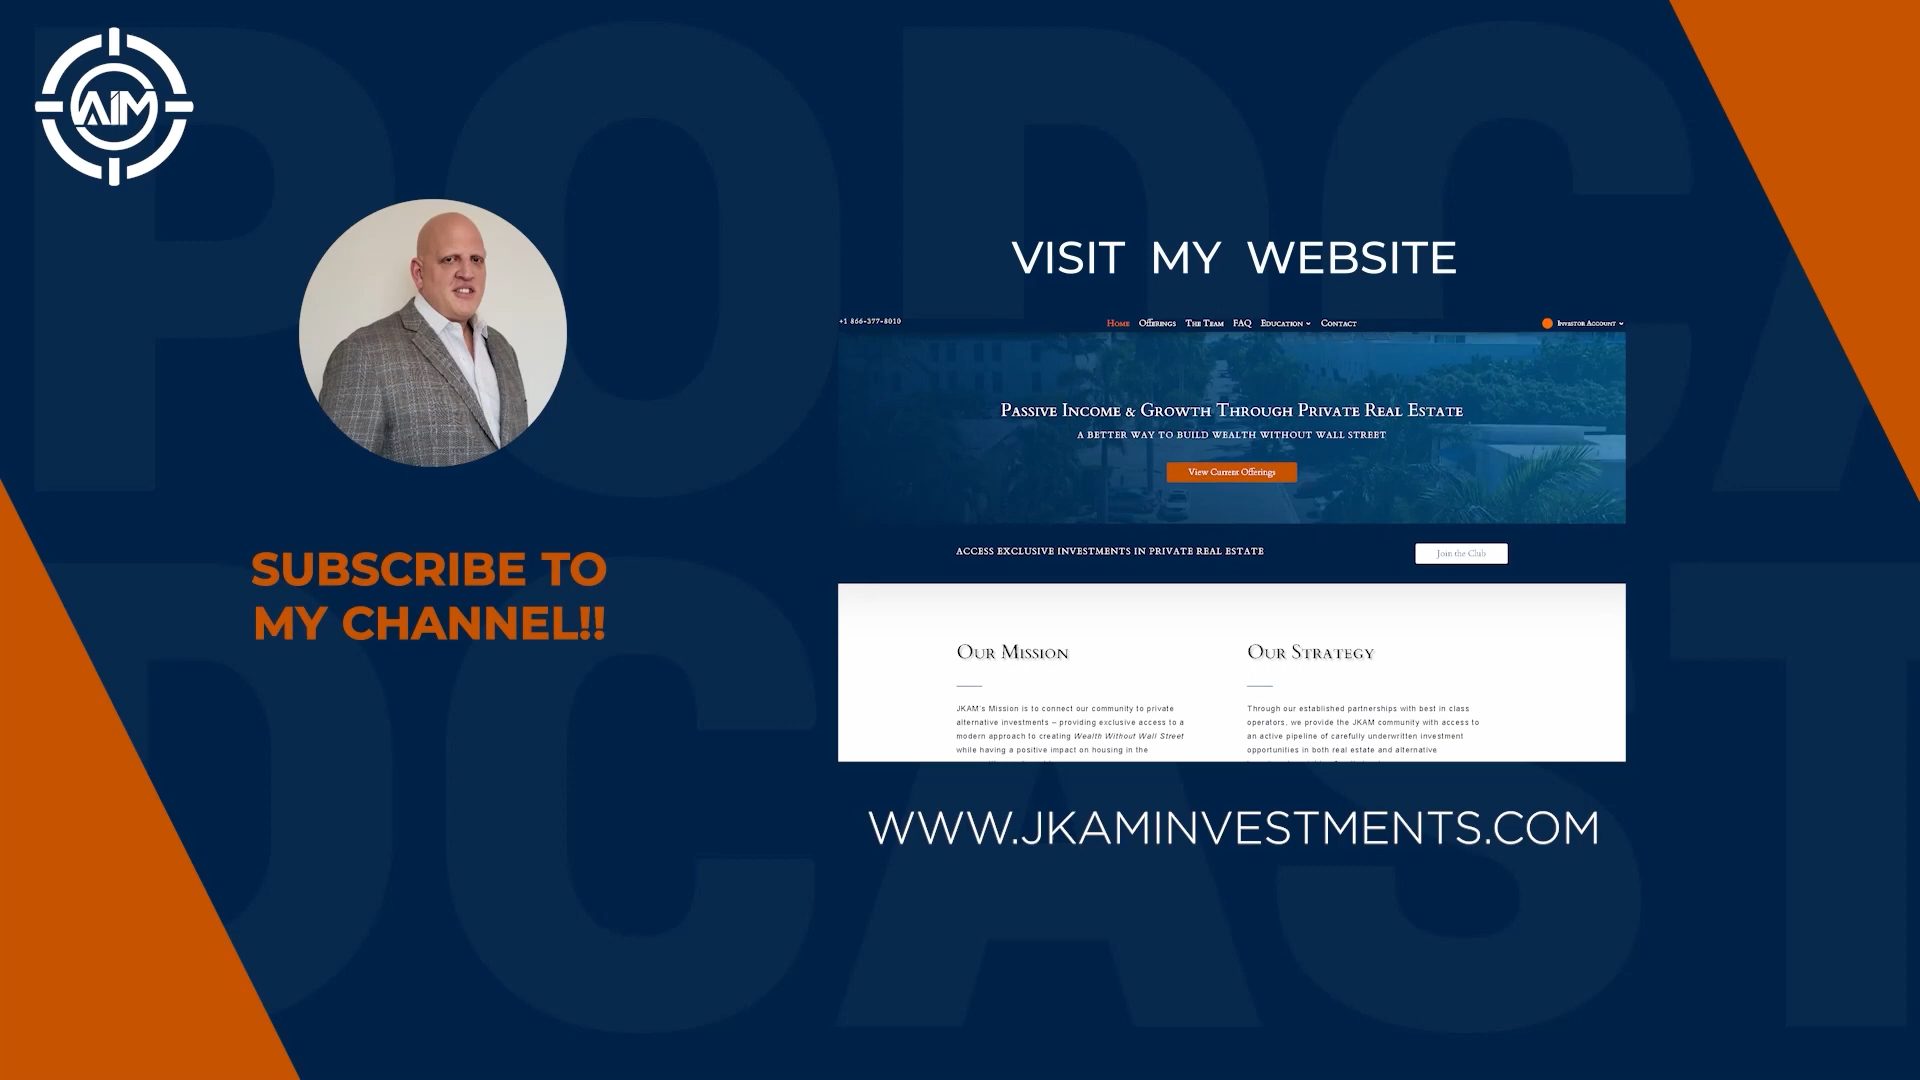 PODCA
DCAST
AIM
SUBSCRIBE TO
MY CHANNEL!!
VISIT MY WEBSITE
+1 866-377-8010
Home Offerings The Team FAQ Education Contact
Investor Account
Passive Income & Growth Through Private Real Estate
A BETTER WAY TO BUILD WEALTH WITHOUT WALL STREET
View Current Offerings
ACCESS EXCLUSIVE INVESTMENTS IN PRIVATE REAL ESTATE
Join the Club
Our Mission
JKAM's Mission is to connect our community to private
alternative investments – providing exclusive access to a
modern approach to creating Wealth Without Wall Street
while having a positive impact on housing in the
Our Strategy
Through our established partnerships with best in class
operators, we provide the JKAM community with access to
an active pipeline of carefully underwritten investment
opportunities in both real estate and alternative
WWW.JKAMINVESTMENTS.COM